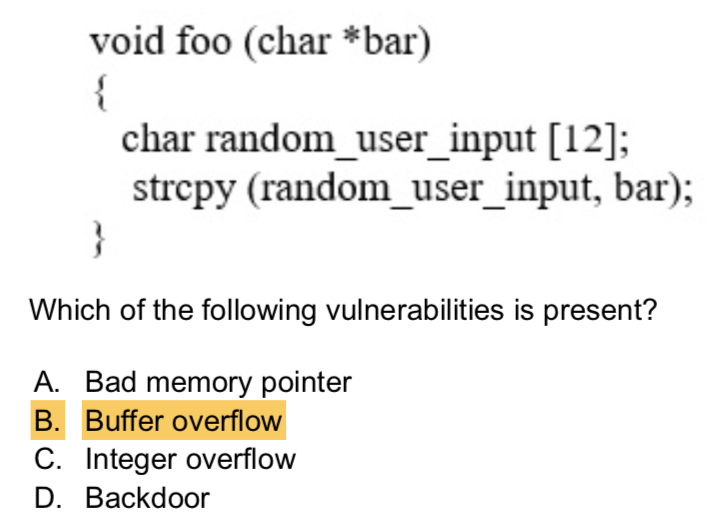 void foo (char *bar)
{
char random_user_input [12];
strcpy (random_user_input, bar);
}
Which of the following vulnerabilities is present?
A. Bad memory pointer
B. Buffer overflow
C. Integer overflow
D. Backdoor